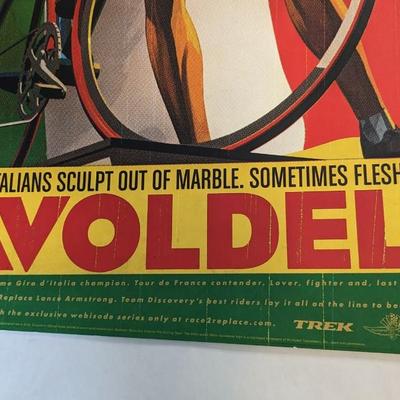 TALIANS SCULPT OUT OF MARBLE. SOMETIMES FLESH
AVOLDEL
me Giro d'italia champion. Tour de France contender. Lover, fighter and, last
Replace Lance Armstrong. Team Discovery's best riders lay it all on the line to be
h the exclusive webisode series only at race2replace.com.
TREK